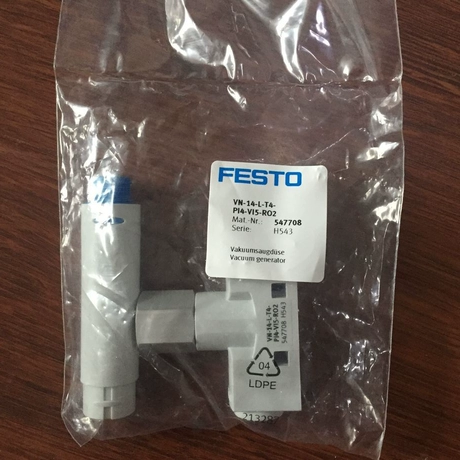 FESTO
VN-14-L-T4-
PI4-VI5-RO2
Mat.-Nr. 547708
Serie: H543
Vakuumsaugdüse
Vacuum generator
VN-14-L-T4-
PI4-VI5-RO2
547708 H543
04
LDPE